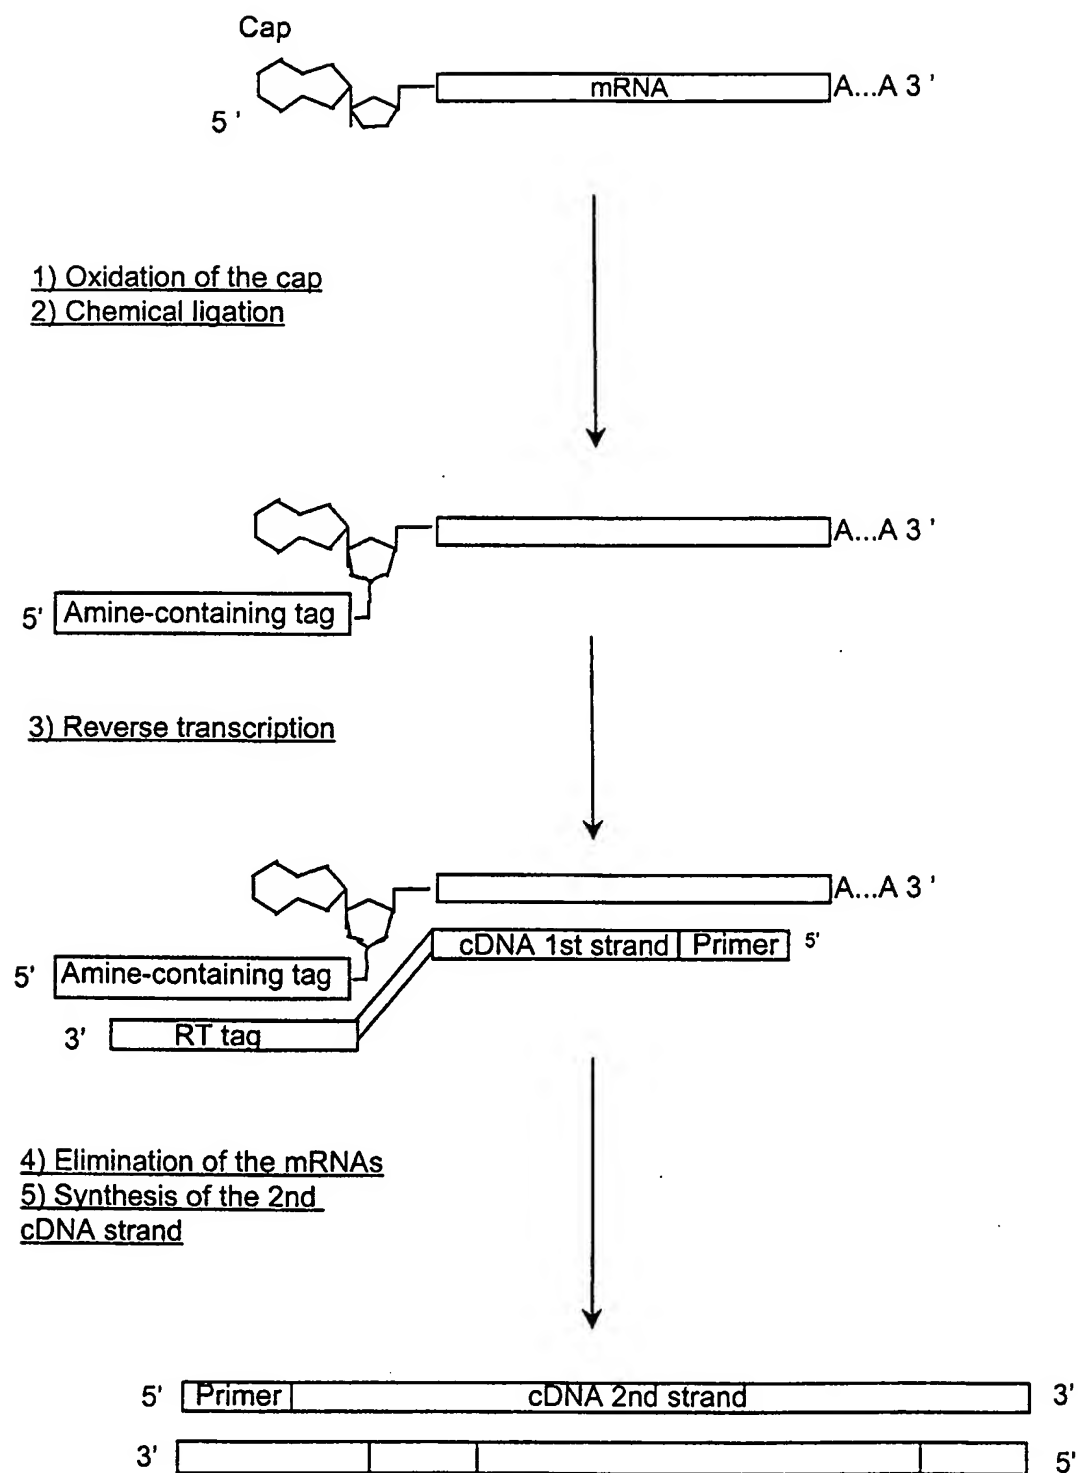 Cap
mRNA
A...A 3 '
5 '
1) Oxidation of the cap
2) Chemical ligation
A...A 3 '
5' Amine-containing tag
3) Reverse transcription
A...A 3 '
cDNA 1st strand Primer 5'
5' Amine-containing tag
3' RT tag
4) Elimination of the mRNAs
5) Synthesis of the 2nd
cDNA strand
5' Primer cDNA 2nd strand 3'
3' 5'